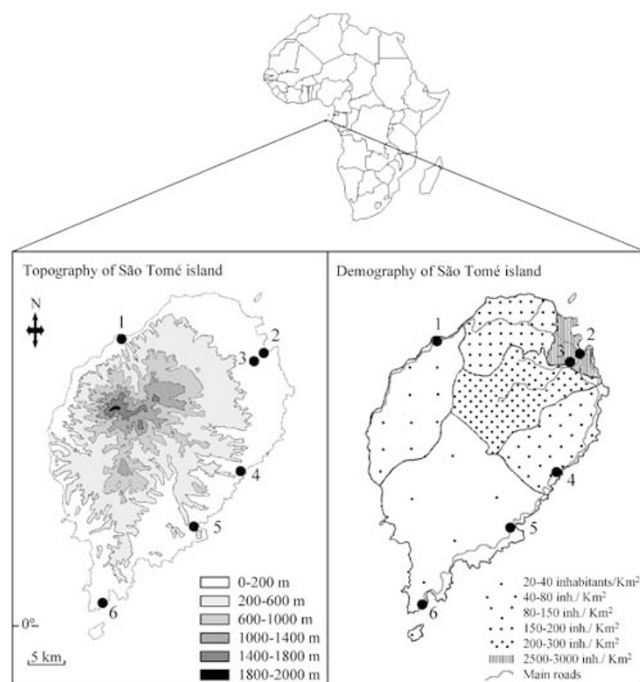 Topography of São Tomé island
N
1
2
3
4
5
6
0°
5 km
0-200 m
200-600 m
600-1000 m
1000-1400 m
1400-1800 m
1800-2000 m
Demography of São Tomé island
1
2
3
4
5
6
20-40 inhabitants/Km²
40-80 inh./ Km²
80-150 inh./ Km²
150-200 inh./ Km²
200-300 inh./ Km²
2500-3000 inh./ Km²
Main roads